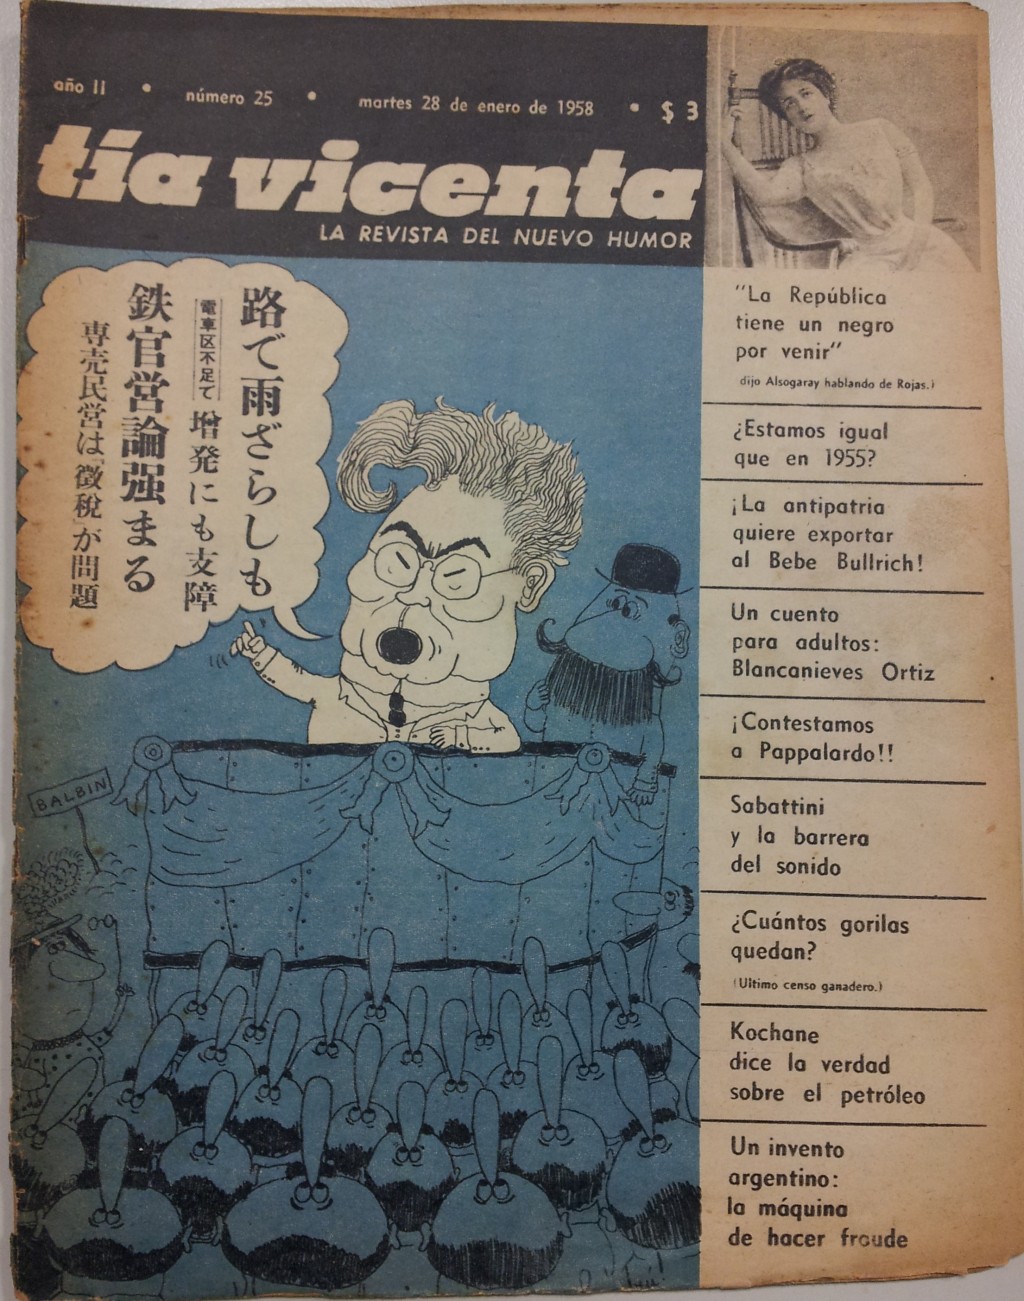 año II • número 25 • martes 28 de enero de 1958 • $ 3
tía vicenta
LA REVISTA DEL NUEVO HUMOR
路で雨ざらしも
電車区不足て
増発にも支障
鉄官営論强まる
専売民営は「徴税」が問題
BALBIN
"La República
tiene un negro
por venir"
(dijo Alsogaray hablando de Rojas.)
¿Estamos igual
que en 1955?
¡La antipatria
quiere exportar
al Bebe Bullrich!
Un cuento
para adultos:
Blancanieves Ortiz
¡Contestamos
a Pappalardo!!
Sabattini
y la barrera
del sonido
¿Cuántos gorilas
quedan?
(Ultimo censo ganadero.)
Kochane
dice la verdad
sobre el petróleo
Un invento
argentino:
la máquina
de hacer fraude